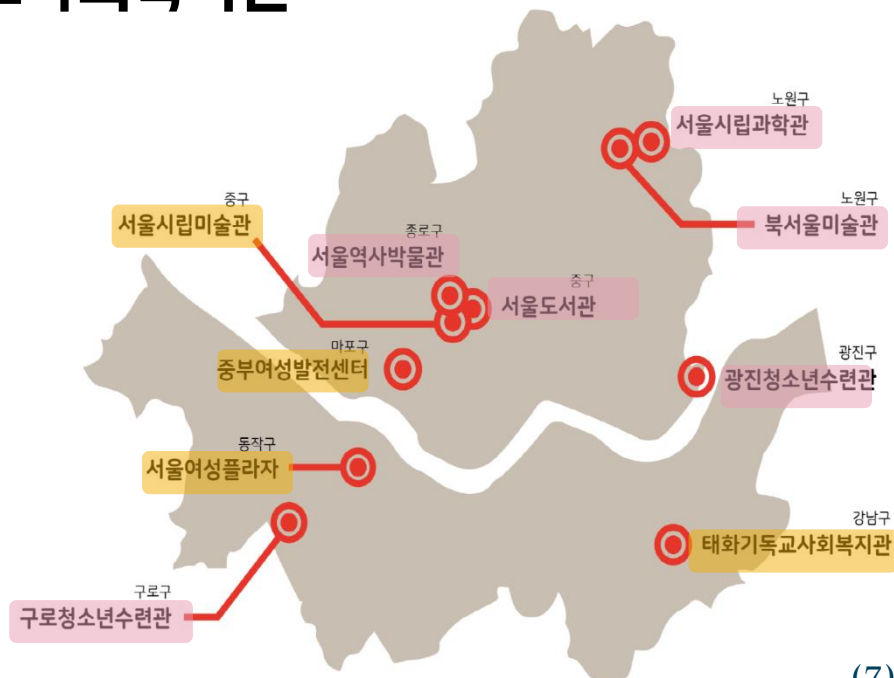 노원구
서울시립과학관
노원구
북서울미술관
중구
서울시립미술관
종로구
서울역사박물관
중구
서울도서관
마포구
중부여성발전센터
광진구
광진청소년수련관
동작구
서울여성플라자
강남구
태화기독교사회복지관
구로구
구로청소년수련관
(7)